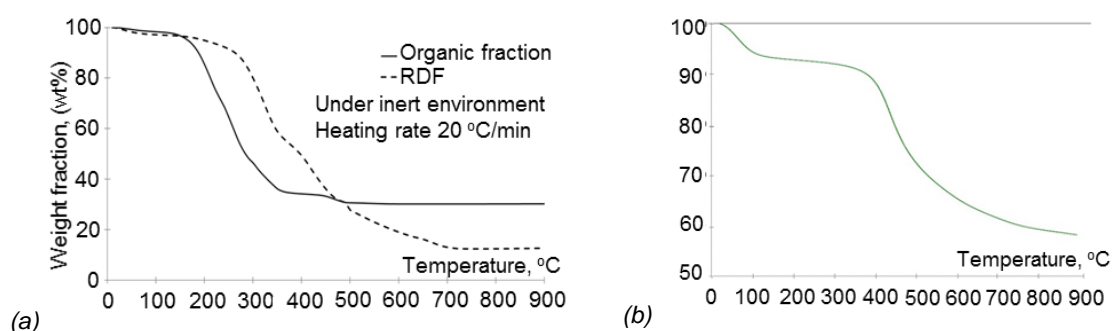 100
80
60
40
20
0
Weight fraction, (wt%)
Organic fraction
RDF
Under inert environment
Heating rate 20 °C/min
Temperature, °C
0 100 200 300 400 500 600 700 800 900
(a)
100
90
80
70
60
50
Temperature, °C
0 100 200 300 400 500 600 700 800 900
(b)